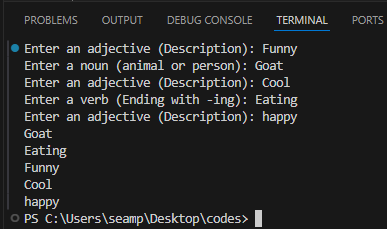 PROBLEMS OUTPUT DEBUG CONSOLE TERMINAL PORTS
Enter an adjective (Description): Funny
Enter a noun (animal or person): Goat
Enter an adjective (Description): Cool
Enter a verb (Ending with -ing): Eating
Enter an adjective (Description): happy
Goat
Eating
Funny
Cool
happy
PS C:\Users\seamp\Desktop\codes>